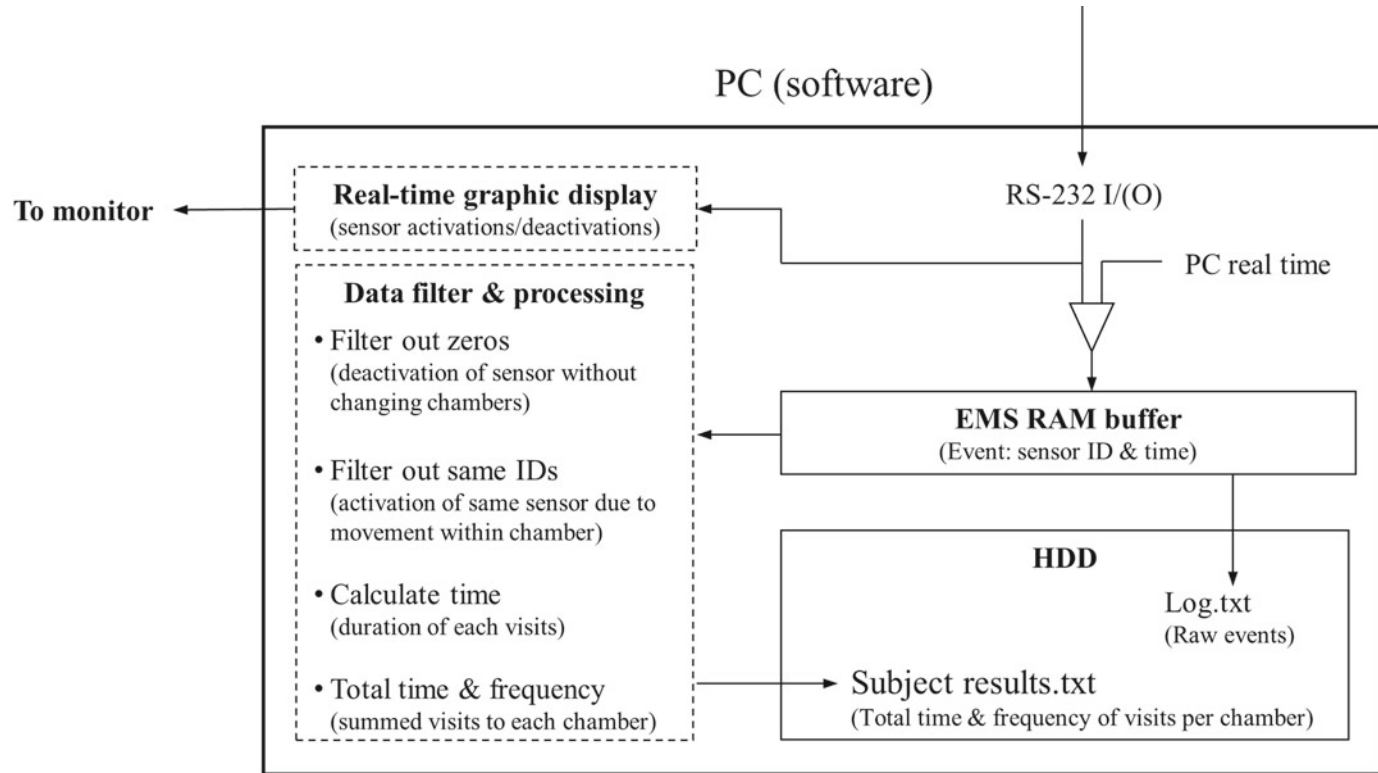 PC (software)
To monitor
Real-time graphic display
(sensor activations/deactivations)
RS-232 I/(O)
PC real time
Data filter & processing
• Filter out zeros
(deactivation of sensor without
changing chambers)
• Filter out same IDs
(activation of same sensor due to
movement within chamber)
• Calculate time
(duration of each visits)
• Total time & frequency
(summed visits to each chamber)
EMS RAM buffer
(Event: sensor ID & time)
HDD
Log.txt
(Raw events)
Subject results.txt
(Total time & frequency of visits per chamber)